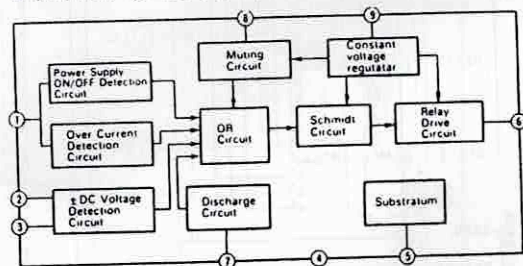 8
9
Muting
Circuit
Constant
voltage
regutatar
Power Supply
ON/OFF Detection
Circuit
1
Over Current
Detection
Circuit
OR
Circuit
Schmidt
Circuit
Relay
Drive
Circuit
6
2
3
± DC Voltage
Detection
Circuit
Discharge
Circuit
Substratum
7
4
5